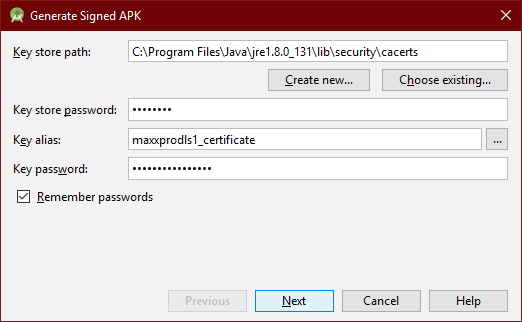 Generate Signed APK
Key store path: C:\Program Files\Java\jre1.8.0_131\lib\security\cacerts
Create new... Choose existing...
Key store password: ••••••••
Key alias: maxxprodls1_certificate ...
Key password: •••••••••••••••
Remember passwords
Previous Next Cancel Help